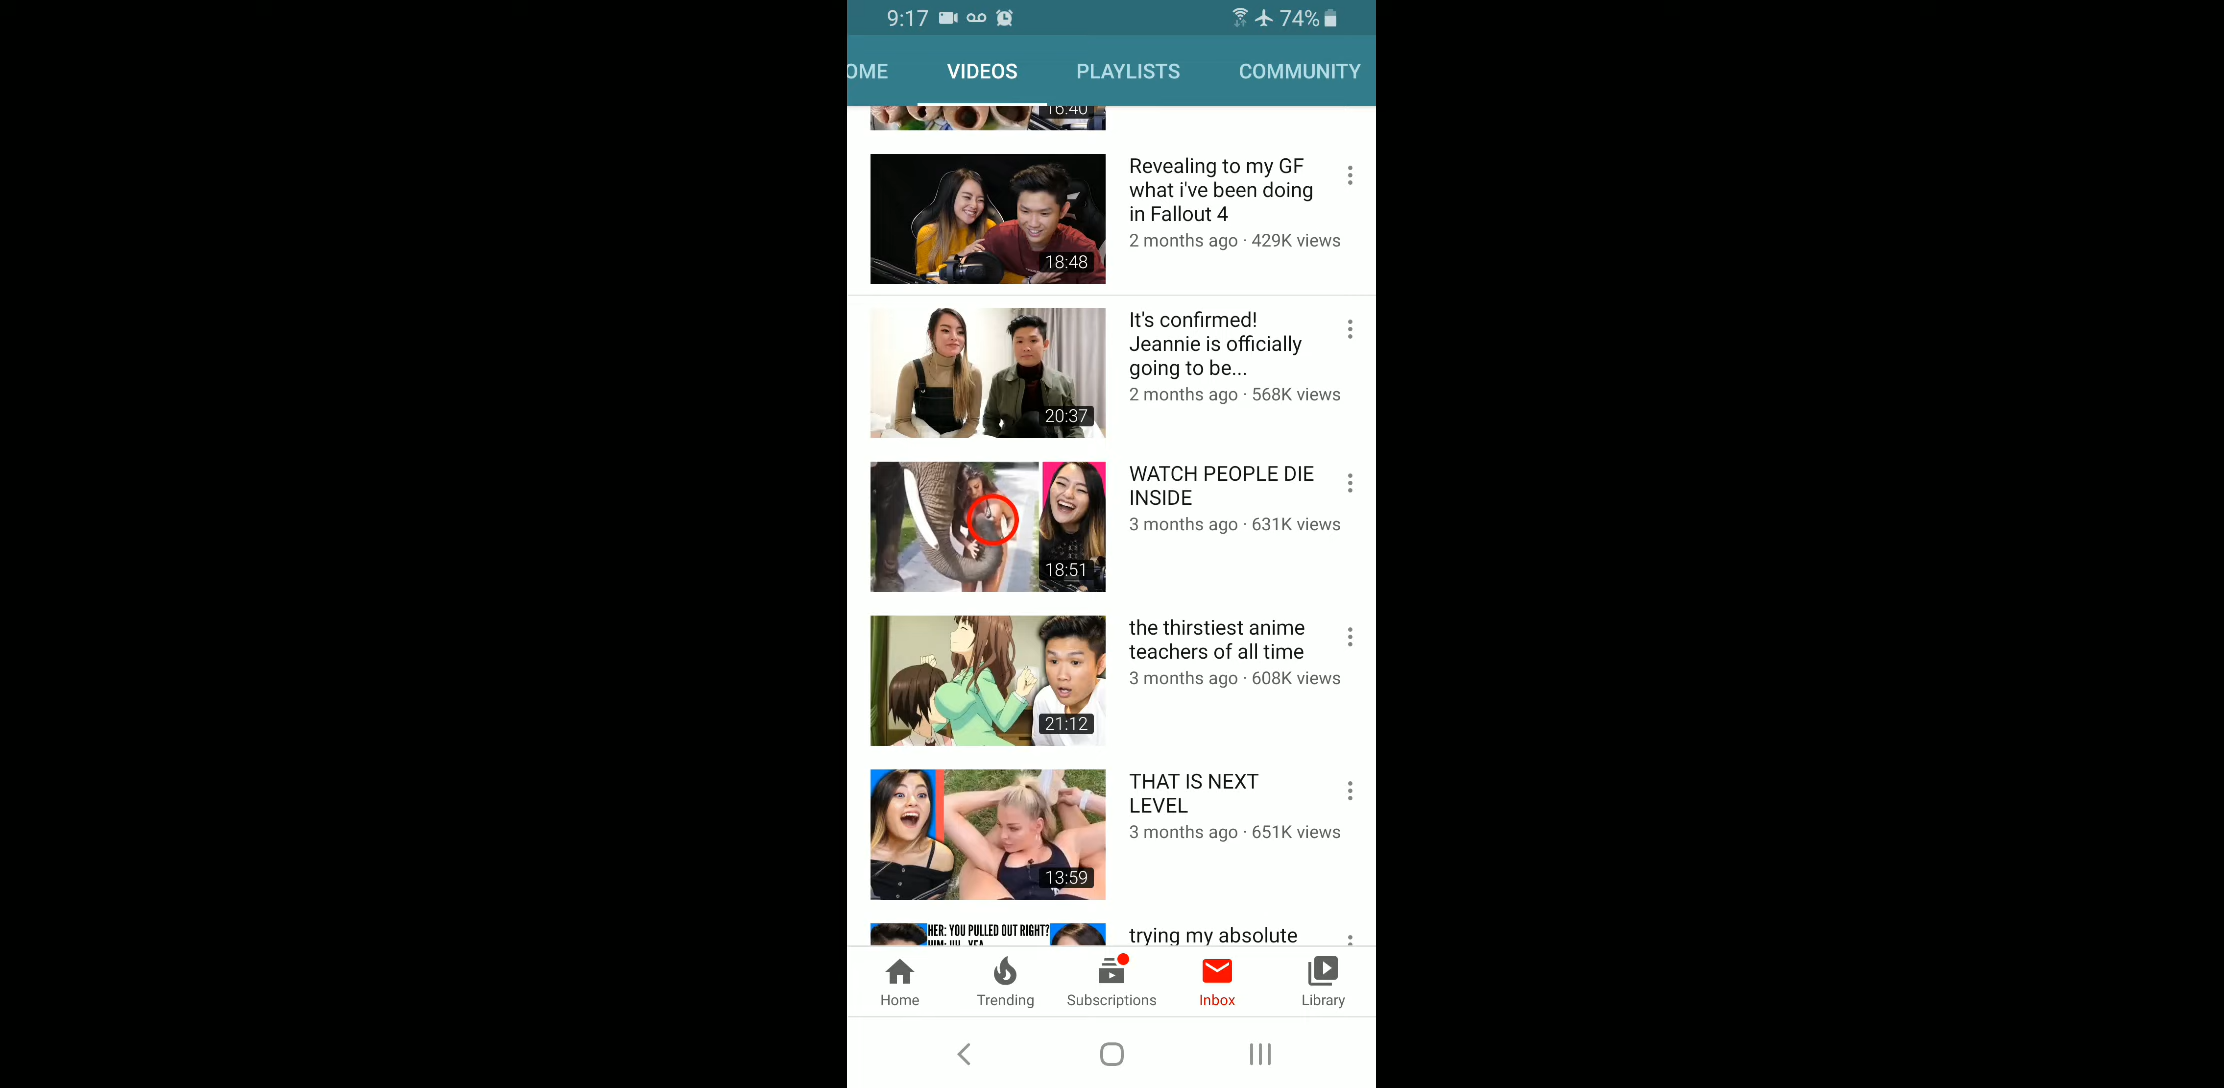 9:17 74%
OME VIDEOS PLAYLISTS COMMUNITY
16:40
Revealing to my GF
what i've been doing
in Fallout 4
2 months ago · 429K views
18:48
It's confirmed!
Jeannie is officially
going to be...
2 months ago · 568K views
20:37
WATCH PEOPLE DIE
INSIDE
3 months ago · 631K views
18:51
the thirstiest anime
teachers of all time
3 months ago · 608K views
21:12
THAT IS NEXT
LEVEL
3 months ago · 651K views
13:59
HER: YOU PULLED OUT RIGHT?
trying my absolute
Home Trending Subscriptions Inbox Library